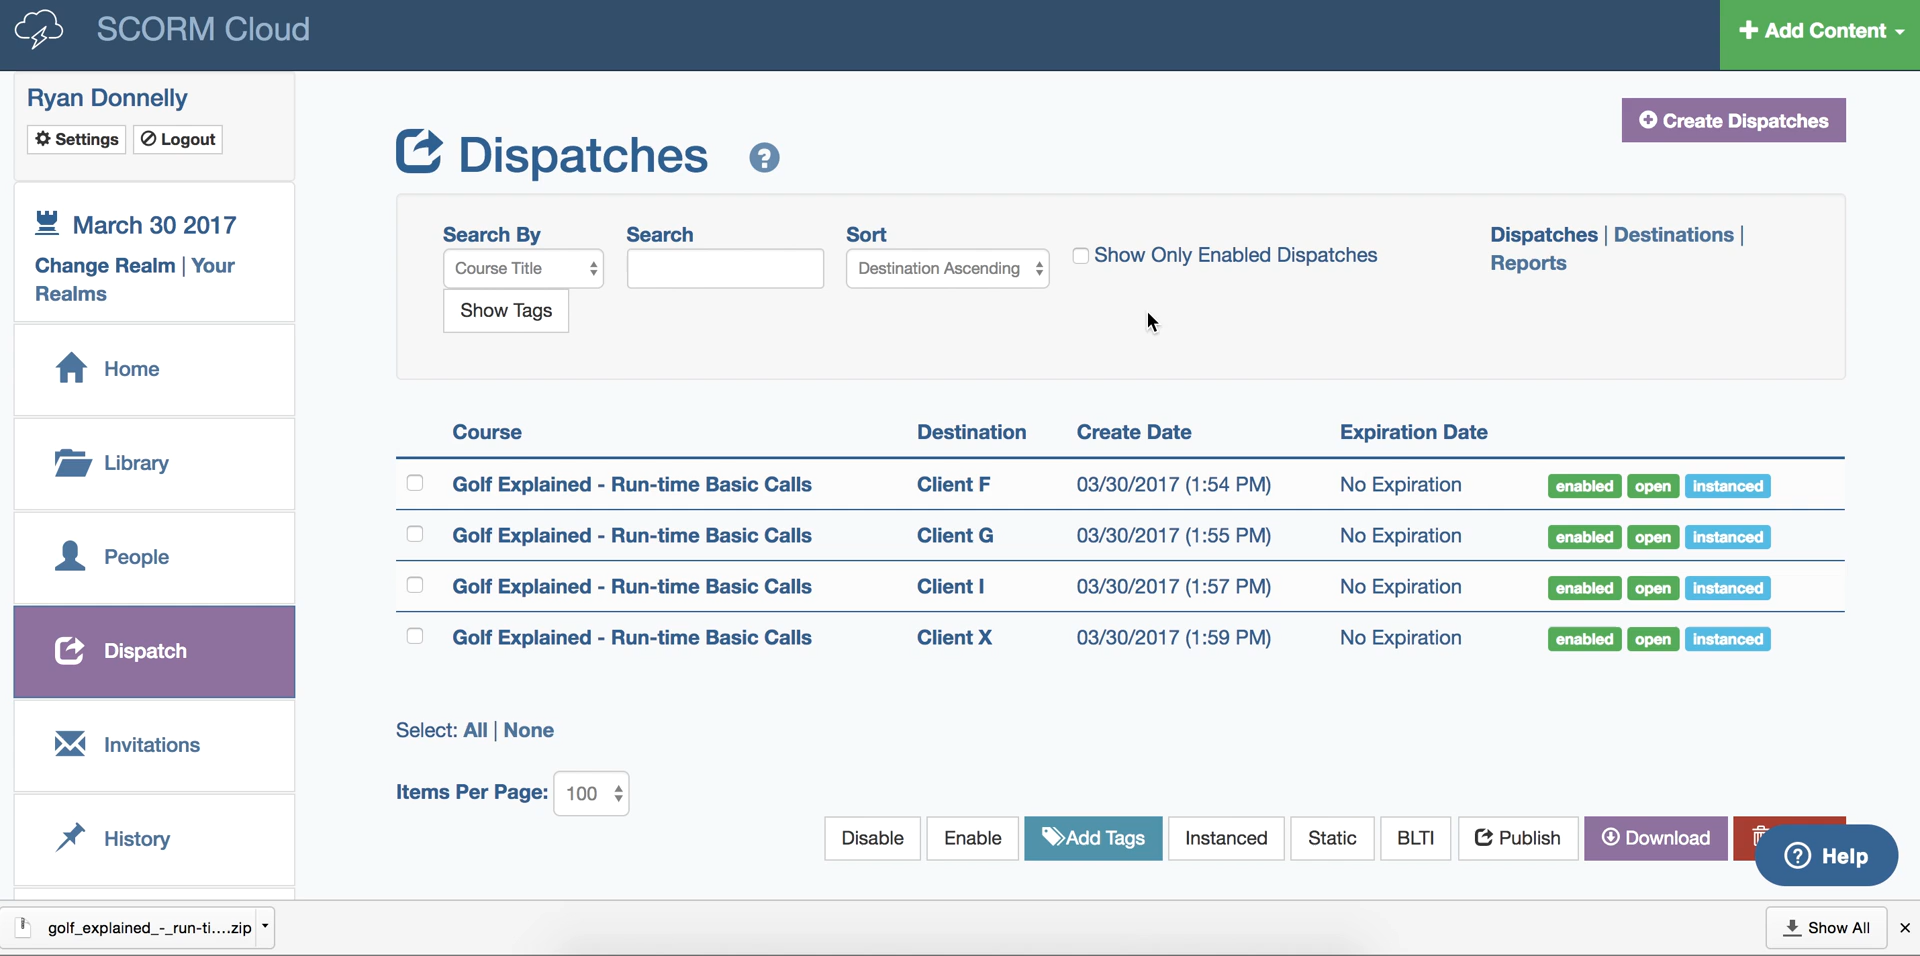 SCORM Cloud
Add Content
Ryan Donnelly
Settings
Logout
March 30 2017
Change Realm | Your
Realms
Home
Library
People
Dispatch
Invitations
History
Create Dispatches
Dispatches ?
Search By
Course Title
Show Tags
Search
Sort
Destination Ascending
Show Only Enabled Dispatches
Dispatches | Destinations |
Reports
Course Destination Create Date Expiration Date
Golf Explained - Run-time Basic Calls Client F 03/30/2017 (1:54 PM) No Expiration enabled open instanced
Golf Explained - Run-time Basic Calls Client G 03/30/2017 (1:55 PM) No Expiration enabled open instanced
Golf Explained - Run-time Basic Calls Client I 03/30/2017 (1:57 PM) No Expiration enabled open instanced
Golf Explained - Run-time Basic Calls Client X 03/30/2017 (1:59 PM) No Expiration enabled open instanced
Select: All | None
Items Per Page: 100
Disable Enable Add Tags Instanced Static BLTI Publish Download
? Help
golf_explained_-_run-ti....zip
Show All